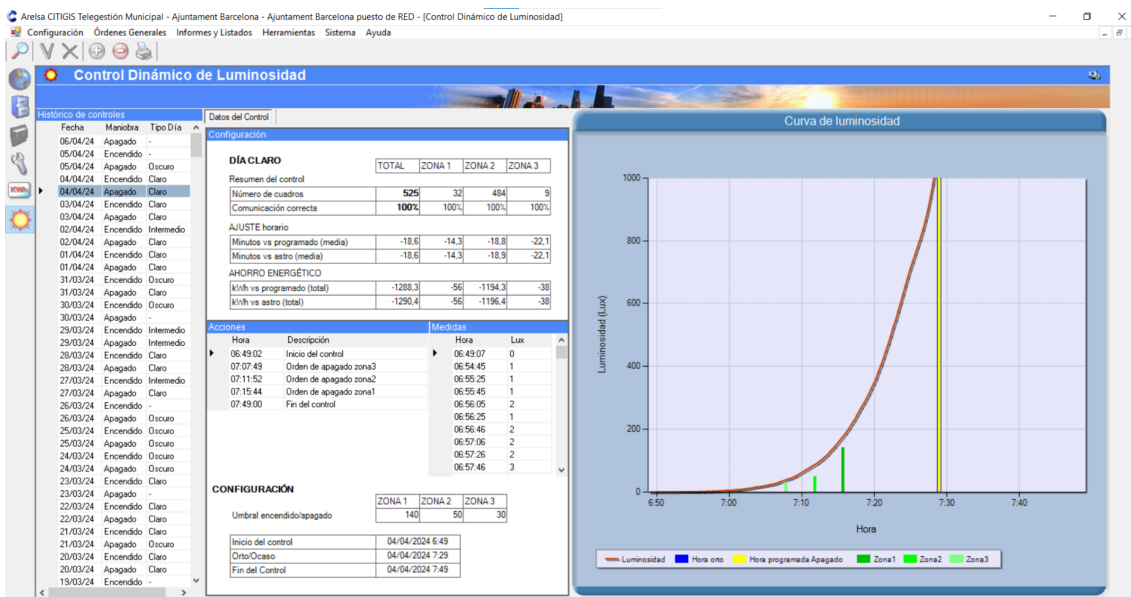 Arelsa CITIGIS Telegestión Municipal - Ajuntament Barcelona - Ajuntament Barcelona puesto de RED - [Control Dinámico de Luminosidad]
Configuración Órdenes Generales Informes y Listados Herramientas Sistema Ayuda
Control Dinámico de Luminosidad
Histórico de controles
Fecha Maniobra Tipo Día
06/04/24 Apagado -
05/04/24 Encendido -
05/04/24 Apagado Oscuro
04/04/24 Encendido Claro
04/04/24 Apagado Claro
03/04/24 Encendido Claro
03/04/24 Apagado Claro
02/04/24 Encendido Intermedio
02/04/24 Apagado Claro
01/04/24 Encendido Claro
01/04/24 Apagado Claro
31/03/24 Encendido Oscuro
31/03/24 Apagado Claro
30/03/24 Encendido Oscuro
30/03/24 Apagado -
29/03/24 Encendido Intermedio
29/03/24 Apagado Intermedio
28/03/24 Encendido Claro
28/03/24 Apagado Claro
27/03/24 Encendido Intermedio
27/03/24 Apagado Claro
26/03/24 Encendido -
26/03/24 Apagado Oscuro
25/03/24 Encendido Oscuro
25/03/24 Apagado Oscuro
24/03/24 Encendido Oscuro
24/03/24 Apagado Oscuro
23/03/24 Encendido Claro
23/03/24 Apagado -
22/03/24 Encendido Claro
22/03/24 Apagado Claro
21/03/24 Encendido Claro
21/03/24 Apagado Oscuro
20/03/24 Encendido Claro
20/03/24 Apagado Claro
19/03/24 Encendido -
KWh
Datos del Control
Configuración
DÍA CLARO
TOTAL ZONA 1 ZONA 2 ZONA 3
Resumen del control
Número de cuadros 525 32 484 9
Comunicación correcta 100% 100% 100% 100%
AJUSTE horario
Minutos vs programado (media) -18,6 -14,3 -18,8 -22,1
Minutos vs astro (media) -18,6 -14,3 -18,9 -22,1
AHORRO ENERGÉTICO
kWh vs programado (total) -1288,3 -56 -1194,3 -38
kWh vs astro (total) -1290,4 -56 -1196,4 -38
Acciones
Hora Descripción
06:49:02 Inicio del control
07:07:49 Orden de apagado zona3
07:11:52 Orden de apagado zona2
07:15:44 Orden de apagado zona1
07:49:00 Fin del control
Medidas
Hora Lux
06:49:07 0
06:54:45 1
06:55:25 1
06:55:45 1
06:56:05 2
06:56:25 1
06:56:46 2
06:57:06 2
06:57:26 2
06:57:46 3
CONFIGURACIÓN
ZONA 1 ZONA 2 ZONA 3
Umbral encendido/apagado 140 50 30
Inicio del control 04/04/2024 6:49
Orto/Ocaso 04/04/2024 7:29
Fin del Control 04/04/2024 7:49
Curva de luminosidad
Luminosidad (Lux)
1000
800
600
400
200
0
6:50 7:00 7:10 7:20 7:30 7:40
Hora
Luminosidad Hora orto Hora programada Apagado Zona1 Zona2 Zona3